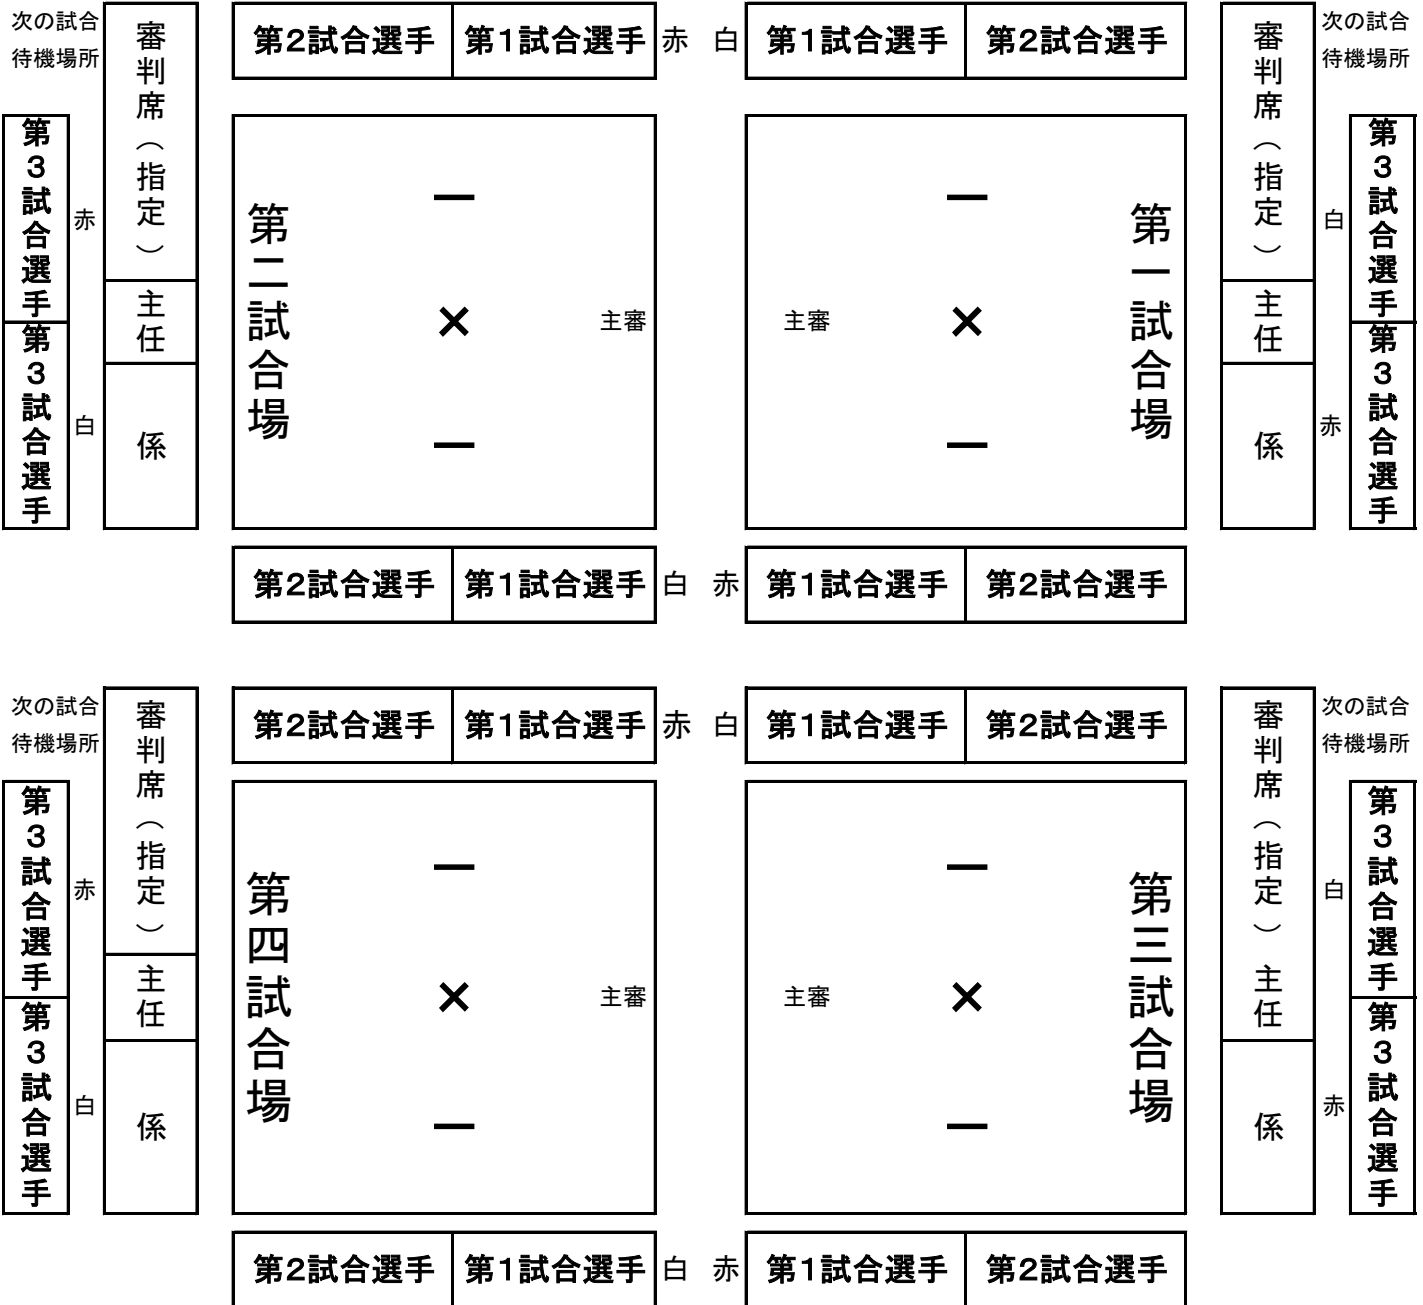 次の試合
待機場所
審判席（指定）
第2試合選手
第1試合選手
赤
白
第1試合選手
第2試合選手
審判席（指定）
次の試合
待機場所
第3試合選手
赤
第3試合選手
白
主任
係
第二試合場
主審
主審
第一試合場
主任
係
白
第3試合選手
赤
第3試合選手
第2試合選手
第1試合選手
白
赤
第1試合選手
第2試合選手
次の試合
待機場所
審判席（指定）
第2試合選手
第1試合選手
赤
白
第1試合選手
第2試合選手
審判席（指定）主任
次の試合
待機場所
第3試合選手
赤
第3試合選手
白
主任
係
第四試合場
主審
主審
第三試合場
係
白
第3試合選手
赤
第3試合選手
第2試合選手
第1試合選手
白
赤
第1試合選手
第2試合選手